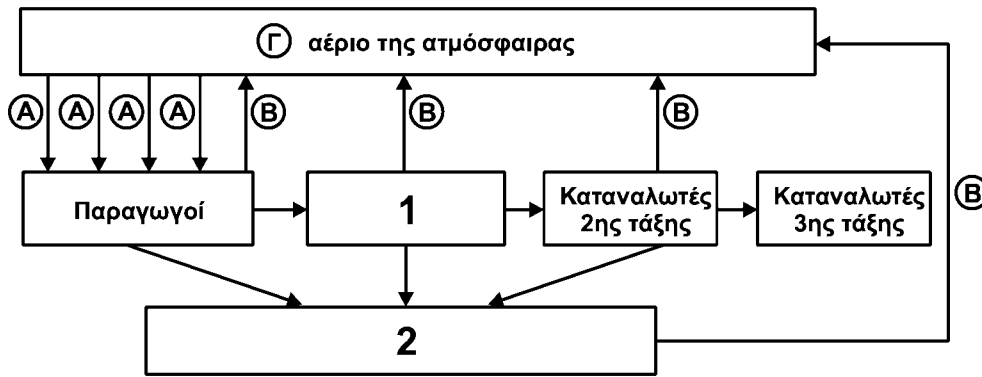 Γ αέριο της ατμόσφαιρας
Α Α Α Α Β Β Β
Παραγωγοί
1
Καταναλωτές
2ης τάξης
Καταναλωτές
3ης τάξης
Β
2